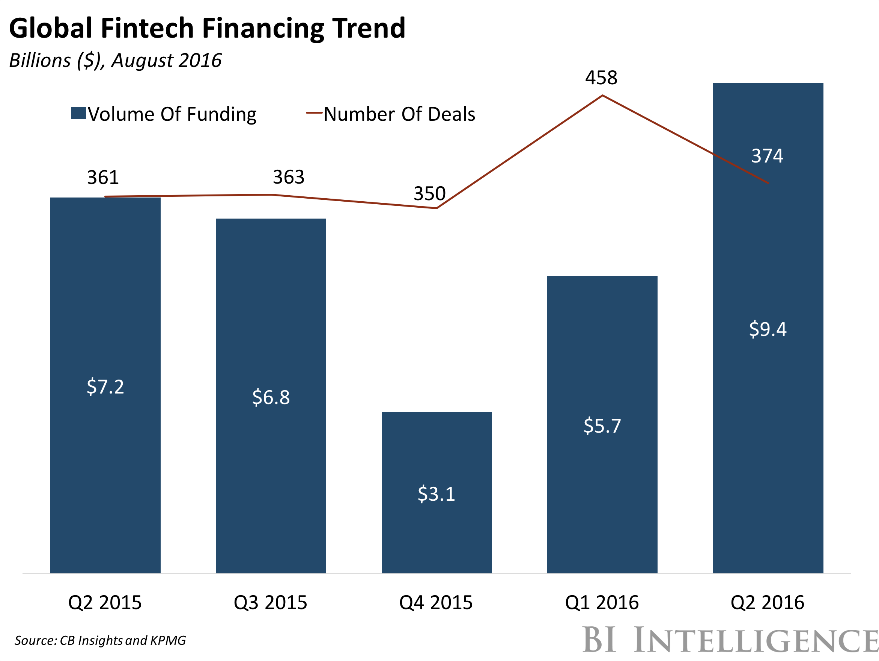 Global Fintech Financing Trend
Billions ($), August 2016
Volume Of Funding
Number Of Deals
458
374
361
363
350
$9.4
$7.2
$6.8
$5.7
$3.1
Q2 2015
Q3 2015
Q4 2015
Q1 2016
Q2 2016
Source: CB Insights and KPMG
BI INTELLIGENCE